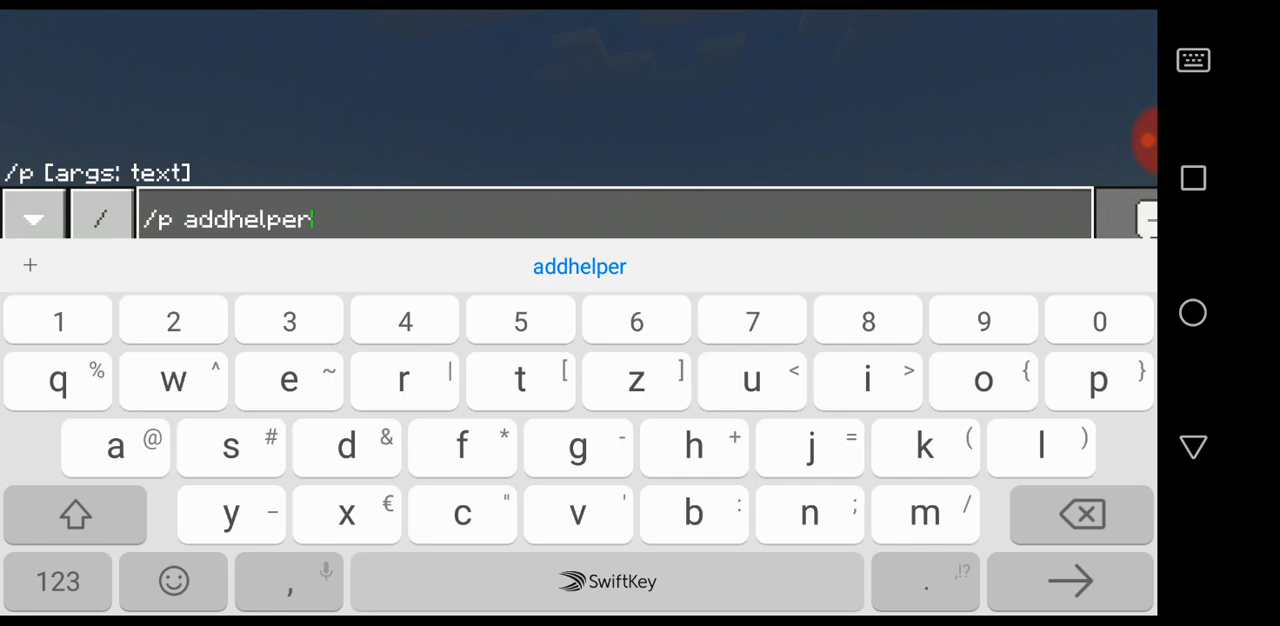 /p [args: text]
/ /p addhelper
+ addhelper
1 2 3 4 5 6 7 8 9 0
q % w ^ e ~ r | t [ z ] u < i > o { p }
a @ s # d & f * g - h + j = k ( l )
y _ x € c " v ' b : n ; m /
123 , SwiftKey . ,!?